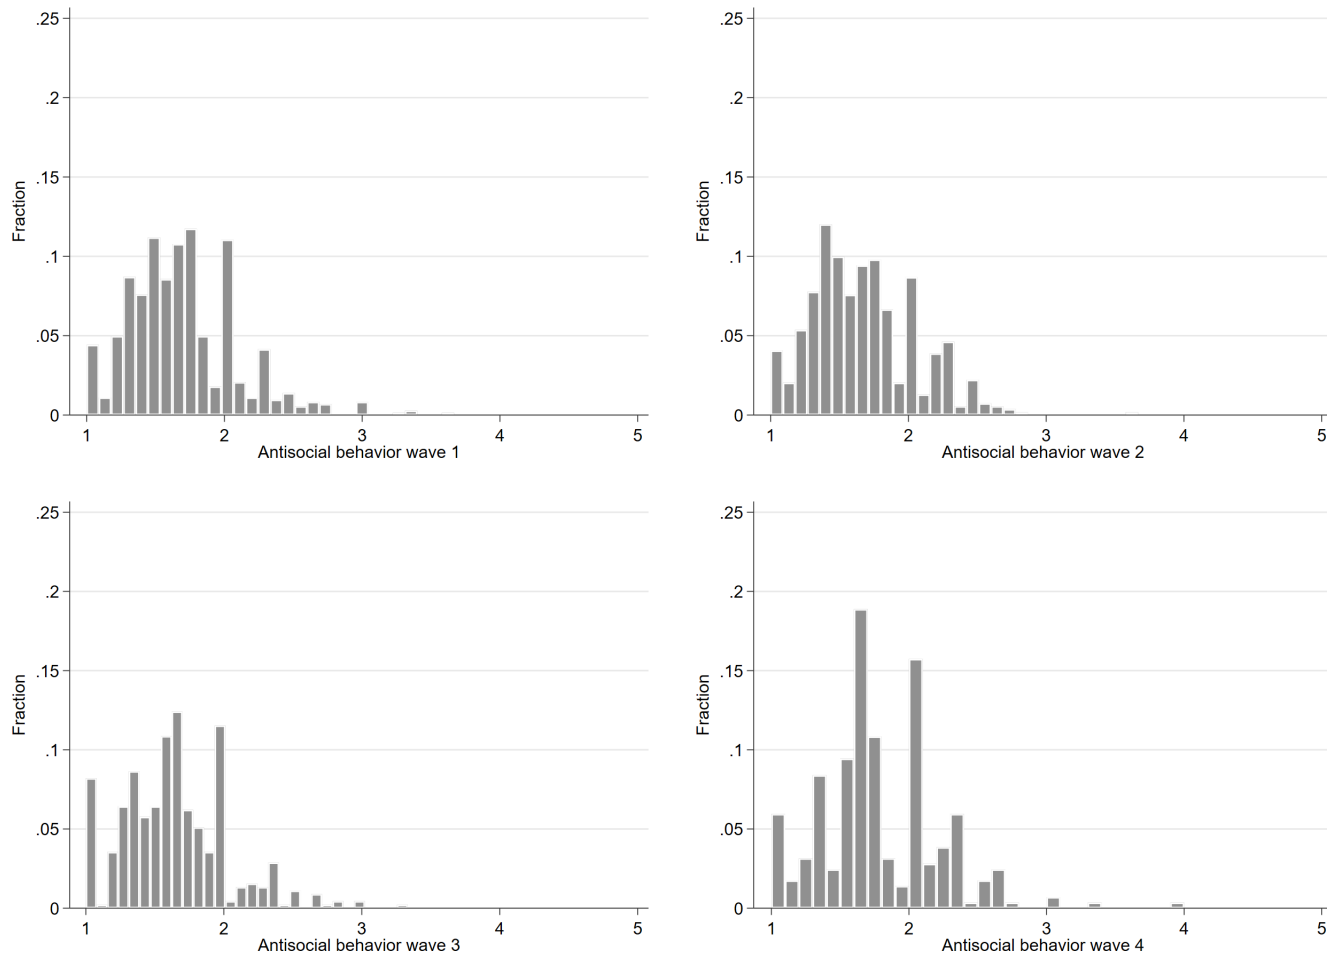 .25
.2
.15
.1
.05
0
Fraction
1 2 3 4 5
Antisocial behavior wave 1
.25
.2
.15
.1
.05
0
Fraction
1 2 3 4 5
Antisocial behavior wave 2
.25
.2
.15
.1
.05
0
Fraction
1 2 3 4 5
Antisocial behavior wave 3
.25
.2
.15
.1
.05
0
Fraction
1 2 3 4 5
Antisocial behavior wave 4